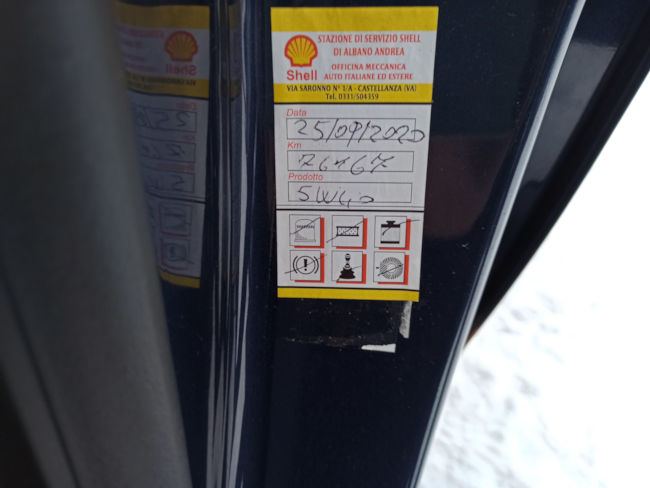 Shell
STAZIONE DI SERVIZIO SHELL
DI ALBANO ANDREA
OFFICINA MECCANICA
AUTO ITALIANE ED ESTERE
VIA SARONNO N° 1/A - CASTELLANZA (VA)
Tel. 0331/504359
Data
25/09/2020
Km
76167
Prodotto
5W40